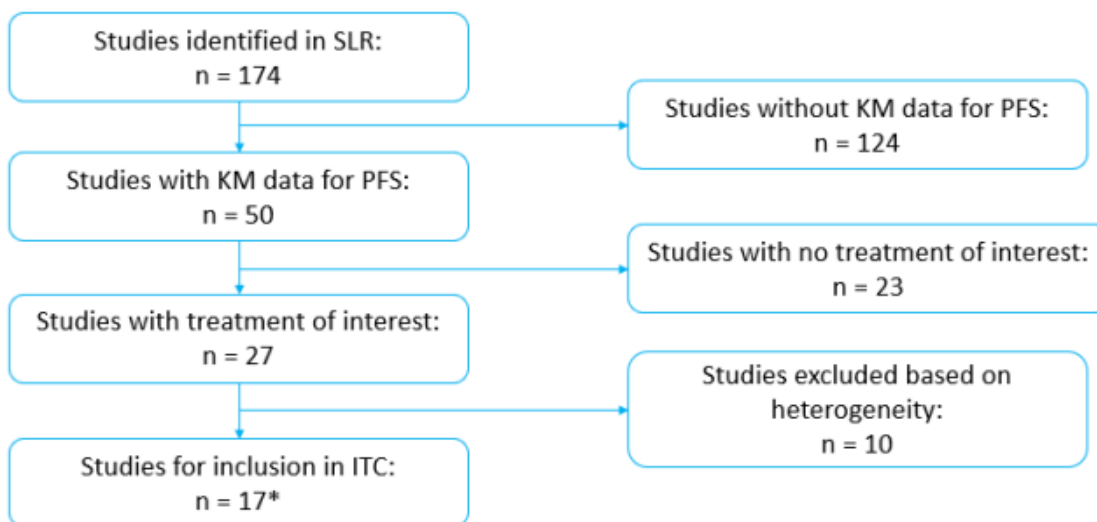 Studies identified in SLR:
n = 174
Studies without KM data for PFS:
n = 124
Studies with KM data for PFS:
n = 50
Studies with no treatment of interest:
n = 23
Studies with treatment of interest:
n = 27
Studies excluded based on
heterogeneity:
n = 10
Studies for inclusion in ITC:
n = 17*